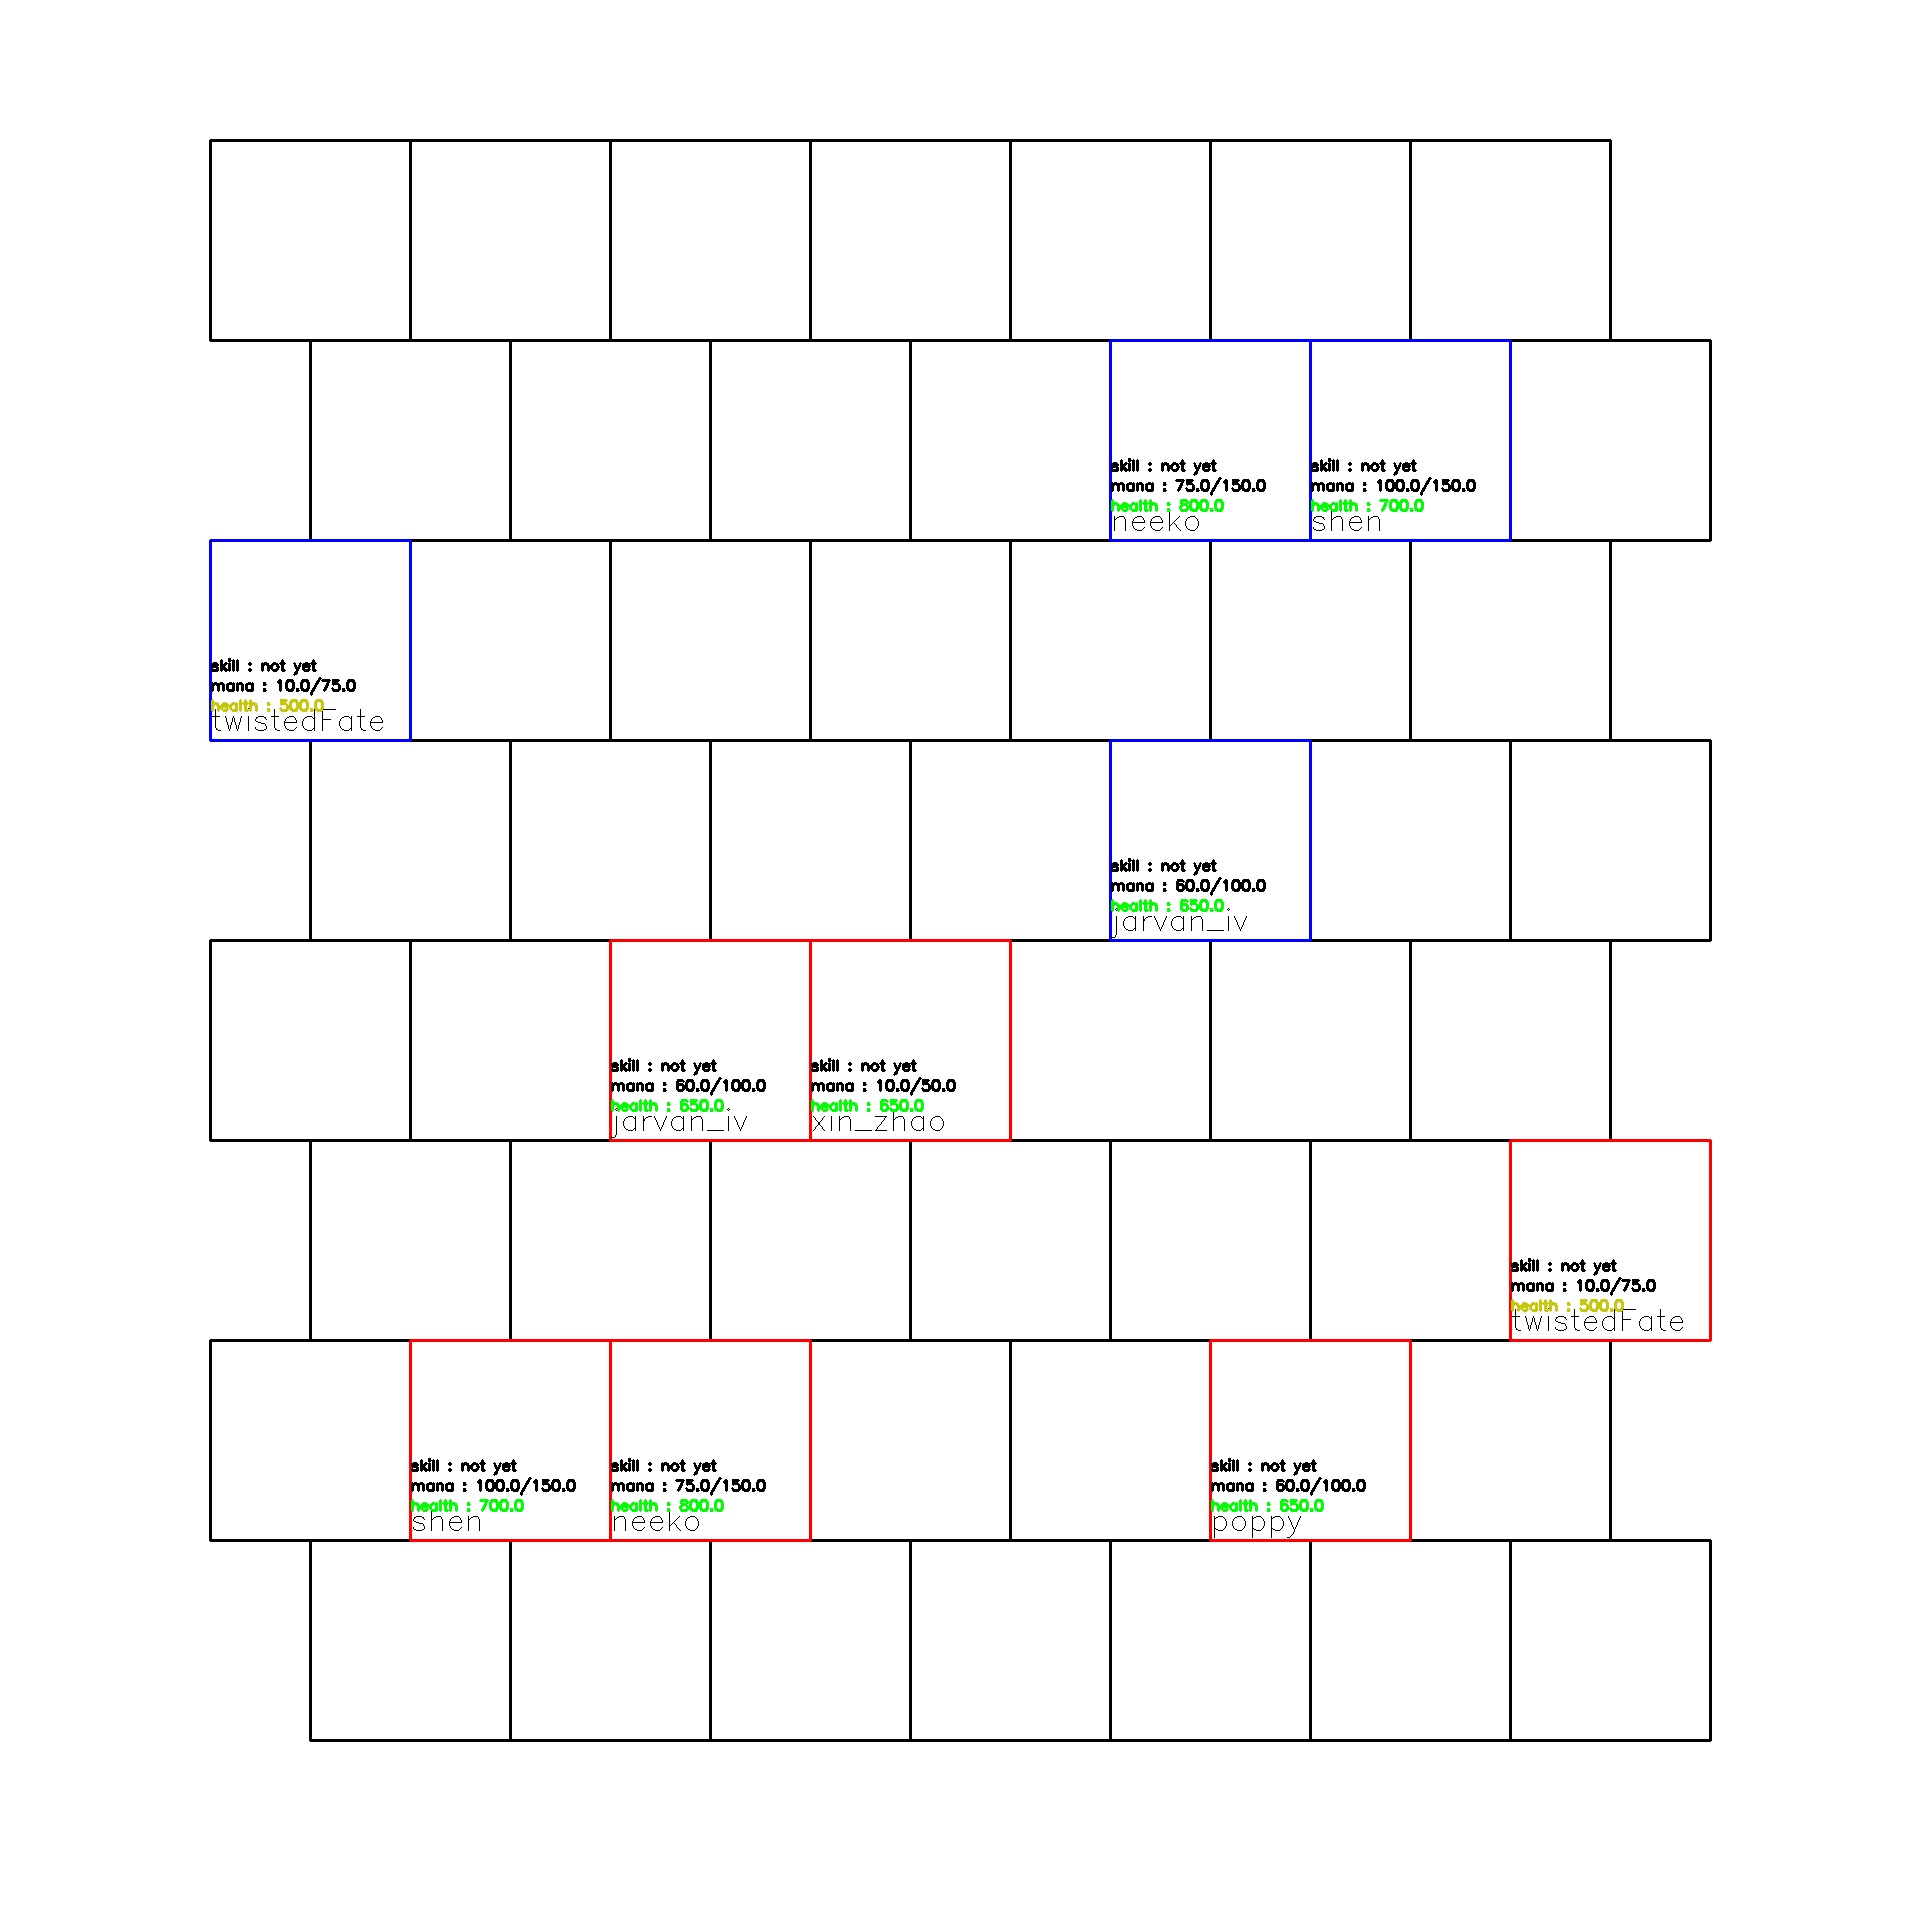 skill : not yet
mana : 75.0/150.0
health : 800.0
neeko
skill : not yet
mana : 100.0/150.0
health : 700.0
shen
skill : not yet
mana : 10.0/75.0
health : 500.0
twistedFate
skill : not yet
mana : 60.0/100.0
health : 650.0
jarvan_iv
skill : not yet
mana : 60.0/100.0
health : 650.0
jarvan_iv
skill : not yet
mana : 10.0/50.0
health : 650.0
xin_zhao
skill : not yet
mana : 10.0/75.0
health : 500.0
twistedFate
skill : not yet
mana : 100.0/150.0
health : 700.0
shen
skill : not yet
mana : 75.0/150.0
health : 800.0
neeko
skill : not yet
mana : 60.0/100.0
health : 650.0
poppy